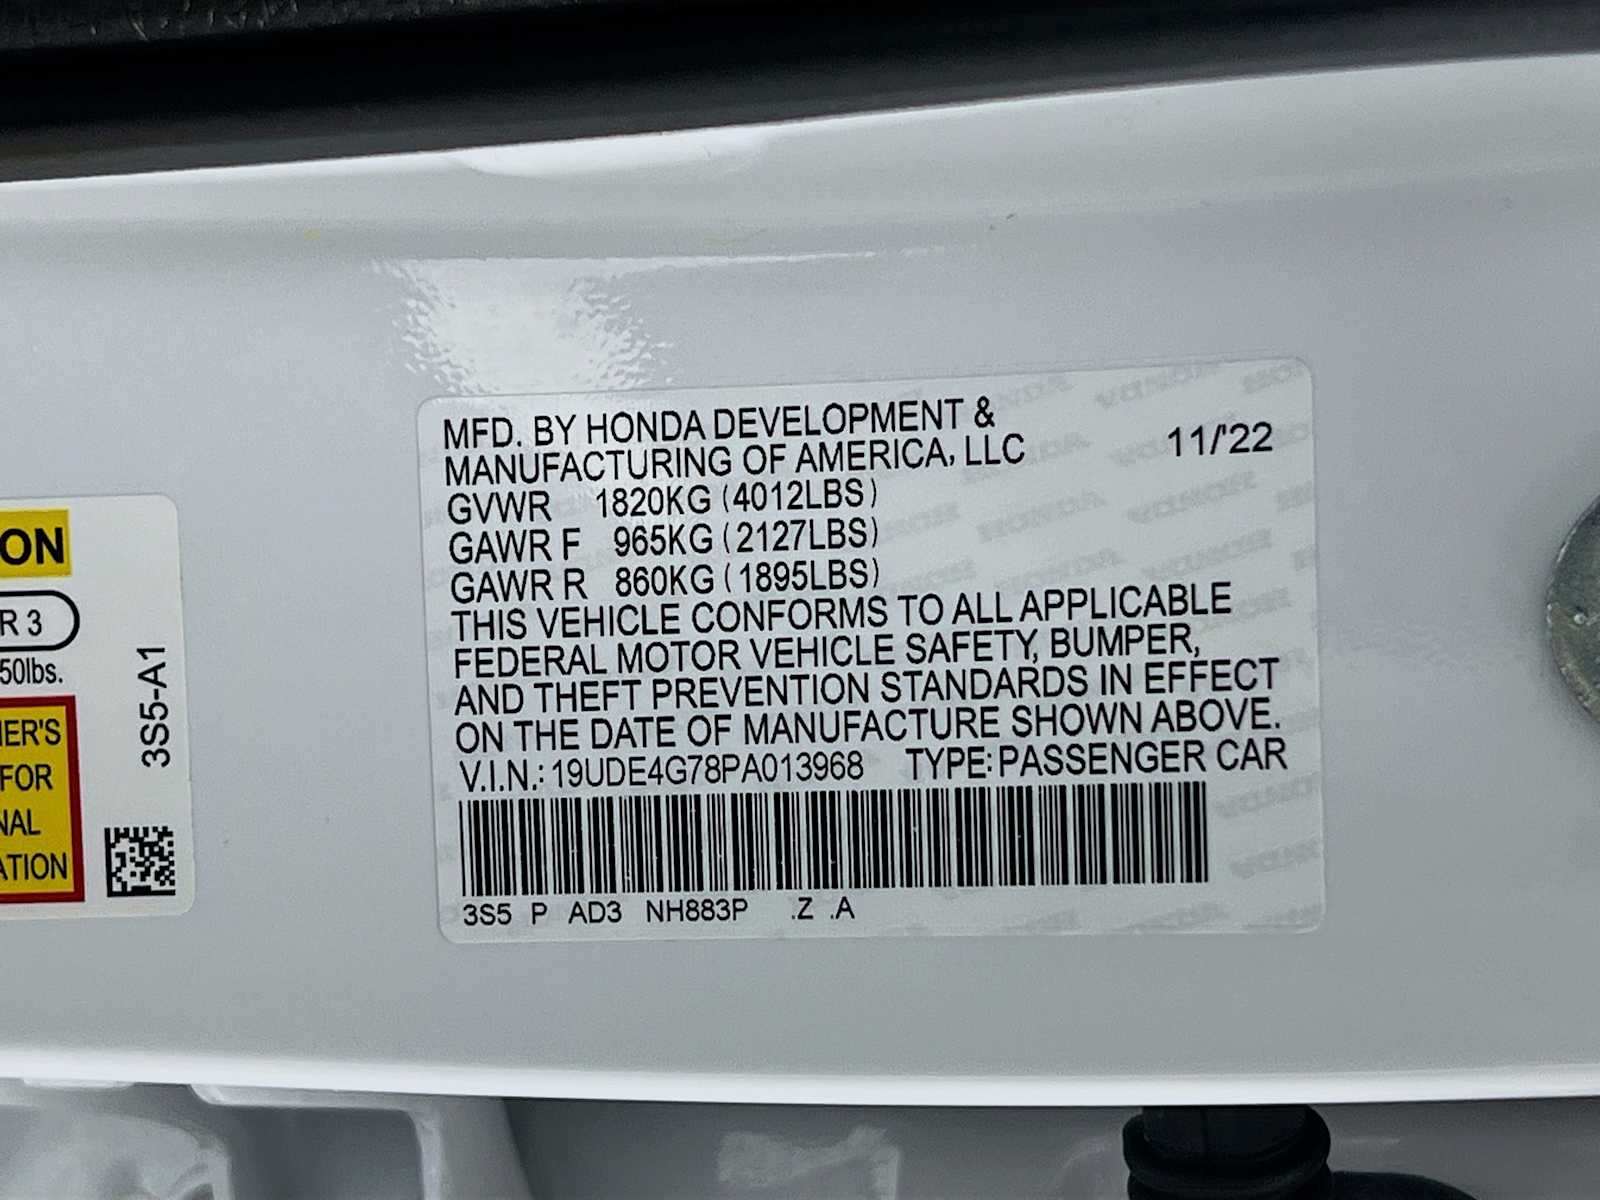 ON
R 3
50lbs.
IER'S
FOR
NAL
ATION
3S5-A1
MFD. BY HONDA DEVELOPMENT &
MANUFACTURING OF AMERICA, LLC 11/'22
GVWR 1820KG (4012LBS)
GAWR F 965KG (2127LBS)
GAWR R 860KG (1895LBS)
THIS VEHICLE CONFORMS TO ALL APPLICABLE
FEDERAL MOTOR VEHICLE SAFETY, BUMPER,
AND THEFT PREVENTION STANDARDS IN EFFECT
ON THE DATE OF MANUFACTURE SHOWN ABOVE.
V.I.N.: 19UDE4G78PA013968 TYPE: PASSENGER CAR
3S5 P AD3 NH883P .Z .A